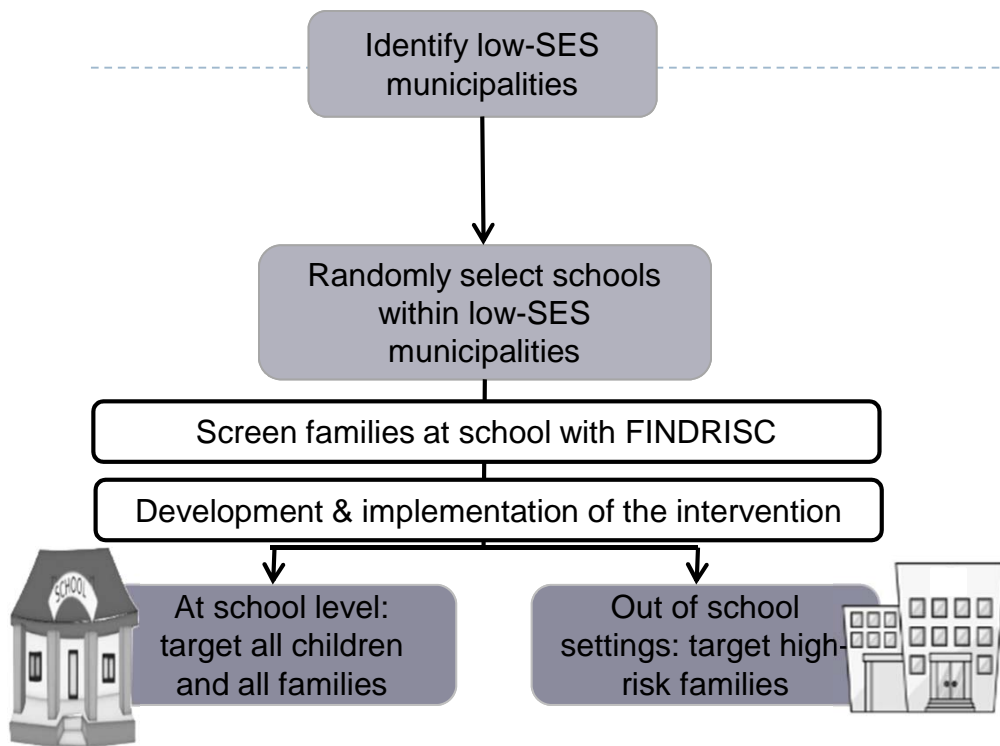 Identify low-SES
municipalities
Randomly select schools
within low-SES
municipalities
Screen families at school with FINDRISC
Development & implementation of the intervention
SCHOOL
At school level:
target all children
and all families
Out of school
settings: target high-
risk families